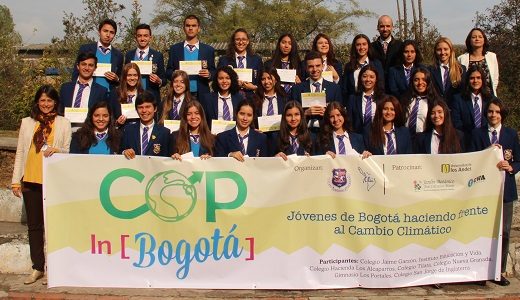 COP
In [Bogotá]
Organizan:
Patrocinan:
Universidad de
los Andes
Jóvenes de Bogotá haciendo frente
al Cambio Climático
Participantes: Colegio Jaime Garzón, Instituto Educación y Vida,
Colegio Hacienda Los Alcaparros, Colegio Tilatá, Colegio Nueva Granada,
Gimnasio Los Portales, Colegio San Jorge de Inglaterra